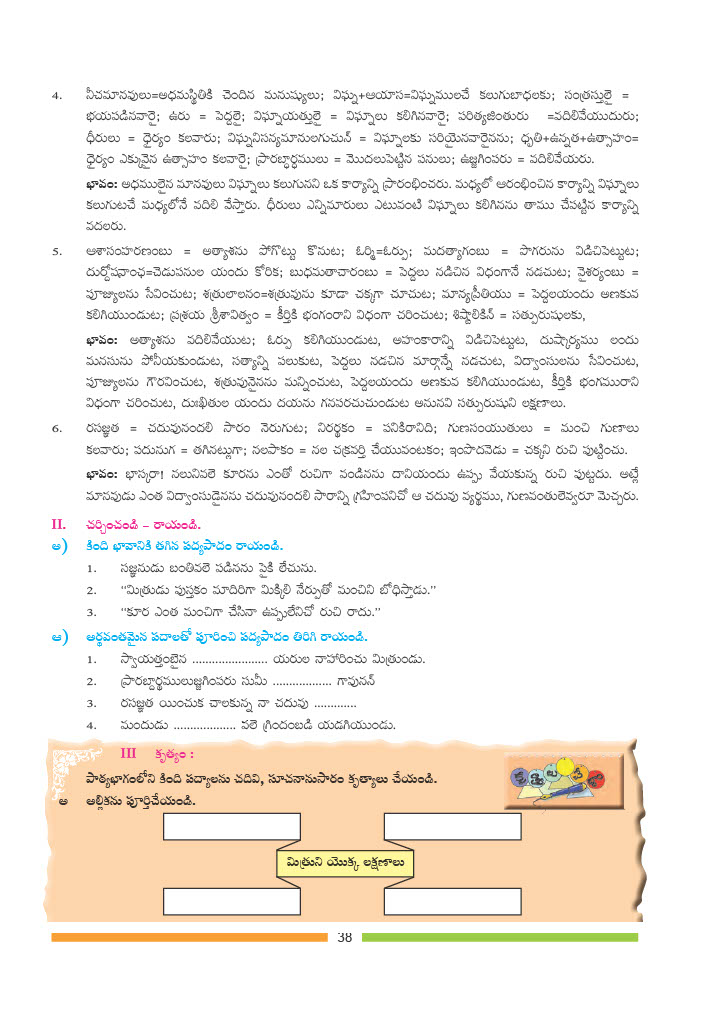 4. నీచమానవులు=అధమస్థితికి చెందిన మనుష్యులు; విఘ్న+ఆయాస=విఘ్నములచే కలుగుబాధలకు; సంత్రస్తులై =
భయపడినవారై; ఉరు = పెద్దలై; విఘ్నాయత్తులై = విఘ్నాలు కలిగినవారై; పరిత్యజింతురు =వదిలివేయుదురు;
ధీరులు = ధైర్యం కలవారు; విఘ్ననిసన్యమానులగుచున్ = విఘ్నాలకు సరియైనవారైనను; ధృతి+ఉన్నత+ఉత్సాహం=
ధైర్యం ఎక్కువైన ఉత్సాహం కలవారై; ప్రారబ్ధార్థములు = మొదలుపెట్టిన పనులు; ఉజ్జగింపరు = వదిలివేయరు.
భావం: అధములైన మానవులు విఘ్నాలు కలుగునని ఒక కార్యాన్ని ప్రారంభించరు. మధ్యలో ఆరంభించిన కార్యాన్ని విఘ్నాలు
కలుగుటచే మధ్యలోనే వదిలి వేస్తారు. ధీరులు ఎన్నిమారులు ఎటువంటి విఘ్నాలు కలిగినను తాము చేపట్టిన కార్యాన్ని
వదలరు.
5. ఆశాసంహరణంబు = అత్యాశను పోగొట్టు కొనుట; ఓర్మి=ఓర్పు; మదత్యాగంబు = పొగరును విడిచిపెట్టుట;
దుర్దోషవాంఛ=చెడుపనుల యందు కోరిక; బుధమతాచారంబు = పెద్దలు నడిచిన విధంగానే నడచుట; వైశర్యంబు =
పూజ్యులను సేవించుట; శత్రులాలనం=శత్రువును కూడా చక్కగా చూచుట; మాన్యప్రీతియు = పెద్దలయందు అణకువ
కలిగియుండుట; ప్రశ్రయ శ్రీశావిత్వం = కీర్తికి భంగంరాని విధంగా చరించుట; శిష్టాలికిన్ = సత్పురుషులకు,
భావం: అత్యాశను వదిలివేయుట; ఓర్పు కలిగియుండుట, అహంకారాన్ని విడిచిపెట్టుట, దుష్కార్యము లందు
మనసును పోనీయకుండుట, సత్యాన్ని పలుకుట, పెద్దలు నడచిన మార్గాన్నే నడచుట, విద్వాంసులను సేవించుట,
పూజ్యులను గౌరవించుట, శత్రువునైనను మన్నించుట, పెద్దలయందు అణకువ కలిగియుండుట, కీర్తికి భంగమురాని
విధంగా చరించుట, దుఃఖితుల యందు దయను గనపరచుచుండుట అనునవి సత్పురుషుని లక్షణాలు.
6. రసజ్ఞత = చదువునందలి సారం నెరుగుట; నిరర్థకం = పనికిరానిది; గుణసంయుతులు = మంచి గుణాలు
కలవారు; పదునుగ = తగినట్లుగా; నలపాకం = నల చక్రవర్తి చేయువంటకం; ఇంపొదవెడు = చక్కని రుచి పుట్టించు.
భావం: భాస్కరా! నలునివలె కూరను ఎంతో రుచిగా వండినను దానియందు ఉప్పు వేయకున్న రుచి పుట్టదు. అట్లే
మానవుడు ఎంత విద్వాంసుడైనను చదువునందలి సారాన్ని గ్రహింపనిచో ఆ చదువు వ్యర్థము, గుణవంతులెవ్వరూ మెచ్చరు.
II. చర్చించండి – రాయండి.
అ) కింది భావానికి తగిన పద్యపాదం రాయండి.
1. సజ్జనుడు బంతివలె పడినను పైకి లేచును.
2. "మిత్రుడు పుస్తకం మాదిరిగా మిక్కిలి నేర్పుతో మంచిని బోధిస్తాడు."
3. "కూర ఎంత మంచిగా చేసినా ఉప్పులేనిచో రుచి రాదు."
ఆ) అర్థవంతమైన పదాలతో పూరించి పద్యపాదం తిరిగి రాయండి.
1. స్వాయత్తంబైన ....................... యరుల నాహారించు మిత్రుండు.
2. ప్రారబ్ధార్థములుజ్జగింపరు సుమీ .................. గావునన్
3. రసజ్ఞత యించుక చాలకున్న నా చదువు .............
4. మందుడు ................... వలె గ్రిందంబడి యడగియుండు.
III కృత్యం :
పాఠ్యభాగంలోని కింది పద్యాలను చదివి, సూచనానుసారం కృత్యాలు చేయండి.
అ అల్లికను పూర్తిచేయండి.
మిత్రుని యొక్క లక్షణాలు
38